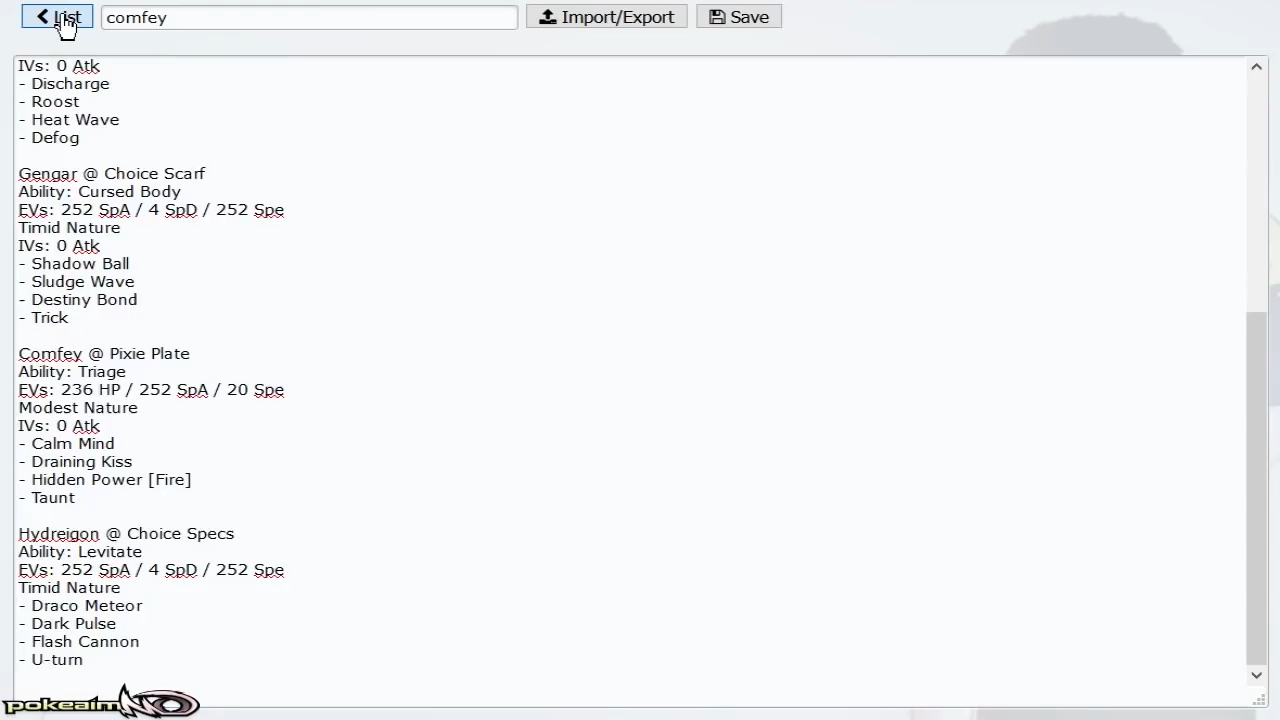 List
comfey
Import/Export
Save
IVs: 0 Atk
- Discharge
- Roost
- Heat Wave
- Defog
Gengar @ Choice Scarf
Ability: Cursed Body
EVs: 252 SpA / 4 SpD / 252 Spe
Timid Nature
IVs: 0 Atk
- Shadow Ball
- Sludge Wave
- Destiny Bond
- Trick
Comfey @ Pixie Plate
Ability: Triage
EVs: 236 HP / 252 SpA / 20 Spe
Modest Nature
IVs: 0 Atk
- Calm Mind
- Draining Kiss
- Hidden Power [Fire]
- Taunt
Hydreigon @ Choice Specs
Ability: Levitate
EVs: 252 SpA / 4 SpD / 252 Spe
Timid Nature
- Draco Meteor
- Dark Pulse
- Flash Cannon
- U-turn
pokeaim